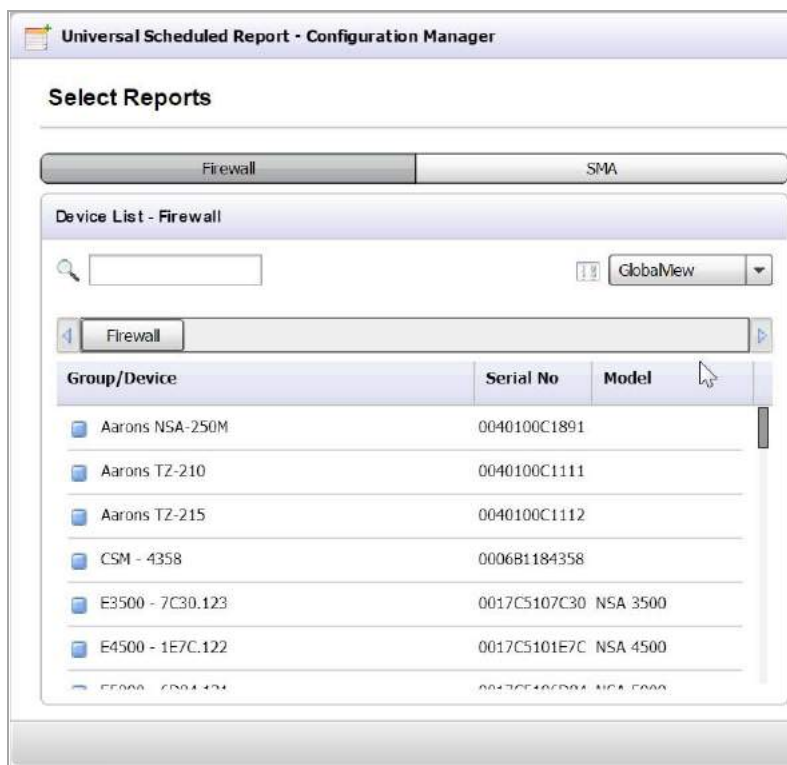 Universal Scheduled Report - Configuration Manager
Select Reports
Firewall SMA
Device List - Firewall
GlobalView
Firewall
Group/Device Serial No Model
Aarons NSA-250M 0040100C1891
Aarons TZ-210 0040100C1111
Aarons TZ-215 0040100C1112
CSM - 4358 0006B1184358
E3500 - 7C30.123 0017C5107C30 NSA 3500
E4500 - 1E7C.122 0017C5101E7C NSA 4500